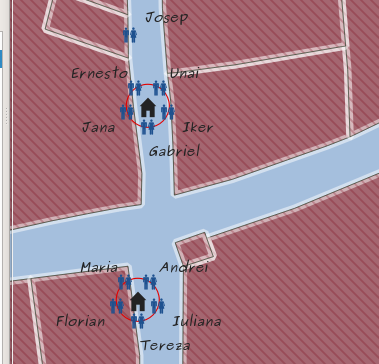 Josep
Ernesto
Unai
Jana
Iker
Gabriel
Maria
Andrei
Florian
Iuliana
Tereza